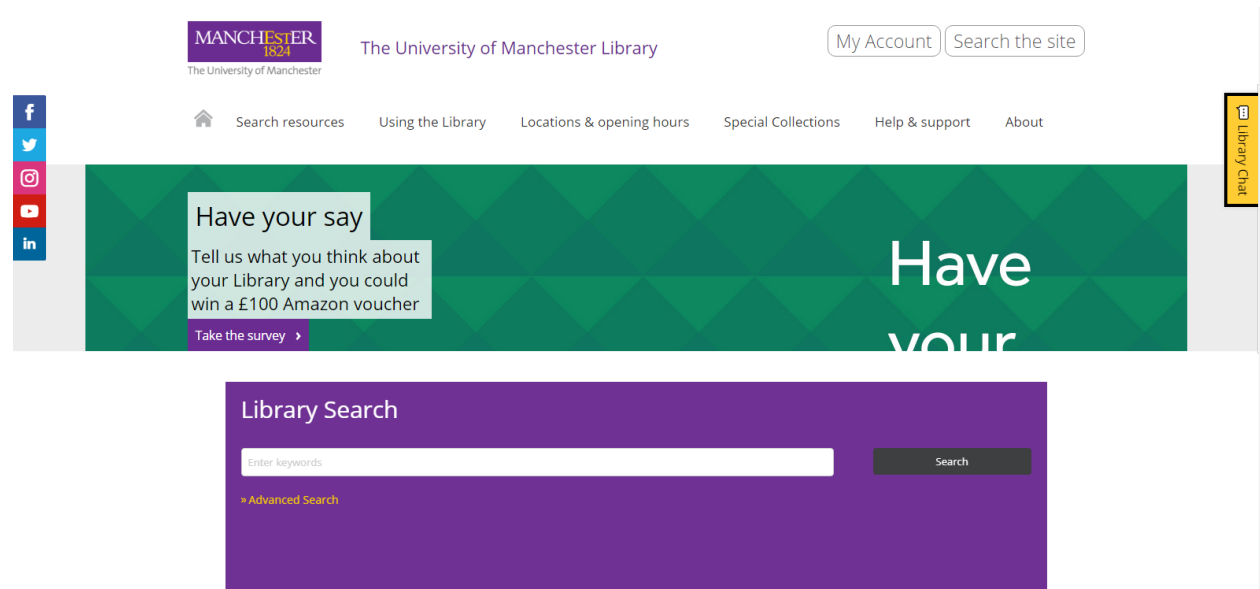 MANCHESTER
1824
The University of Manchester
The University of Manchester Library
My Account
Search the site
Search resources
Using the Library
Locations & opening hours
Special Collections
Help & support
About
f
in
Library Chat
Have your say
Tell us what you think about
your Library and you could
win a £100 Amazon voucher
Take the survey ›
Have
your
Library Search
Enter keywords
Search
» Advanced Search